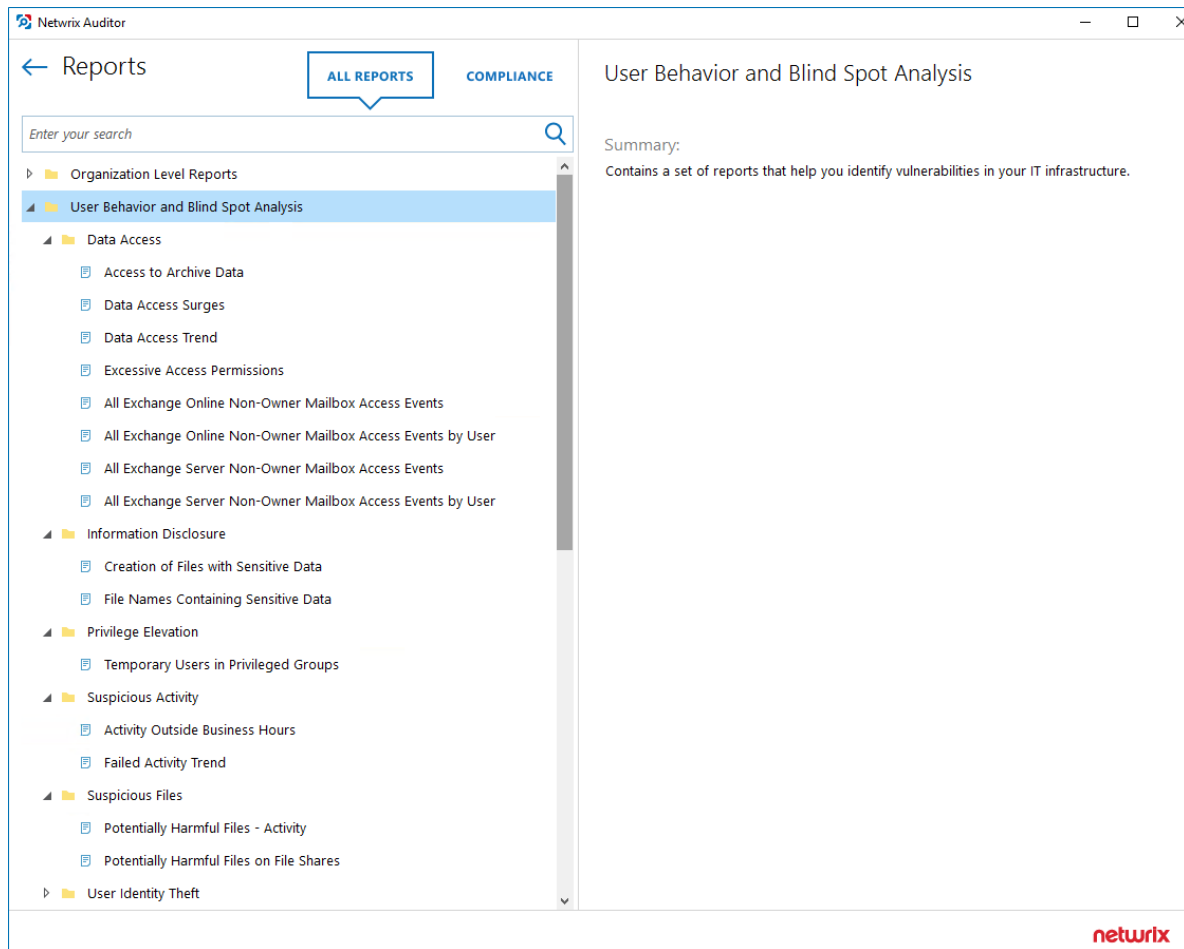 Netwrix Auditor
Reports
ALL REPORTS
COMPLIANCE
Enter your search
Organization Level Reports
User Behavior and Blind Spot Analysis
Data Access
Access to Archive Data
Data Access Surges
Data Access Trend
Excessive Access Permissions
All Exchange Online Non-Owner Mailbox Access Events
All Exchange Online Non-Owner Mailbox Access Events by User
All Exchange Server Non-Owner Mailbox Access Events
All Exchange Server Non-Owner Mailbox Access Events by User
Information Disclosure
Creation of Files with Sensitive Data
File Names Containing Sensitive Data
Privilege Elevation
Temporary Users in Privileged Groups
Suspicious Activity
Activity Outside Business Hours
Failed Activity Trend
Suspicious Files
Potentially Harmful Files - Activity
Potentially Harmful Files on File Shares
User Identity Theft
User Behavior and Blind Spot Analysis
Summary:
Contains a set of reports that help you identify vulnerabilities in your IT infrastructure.
netwrix